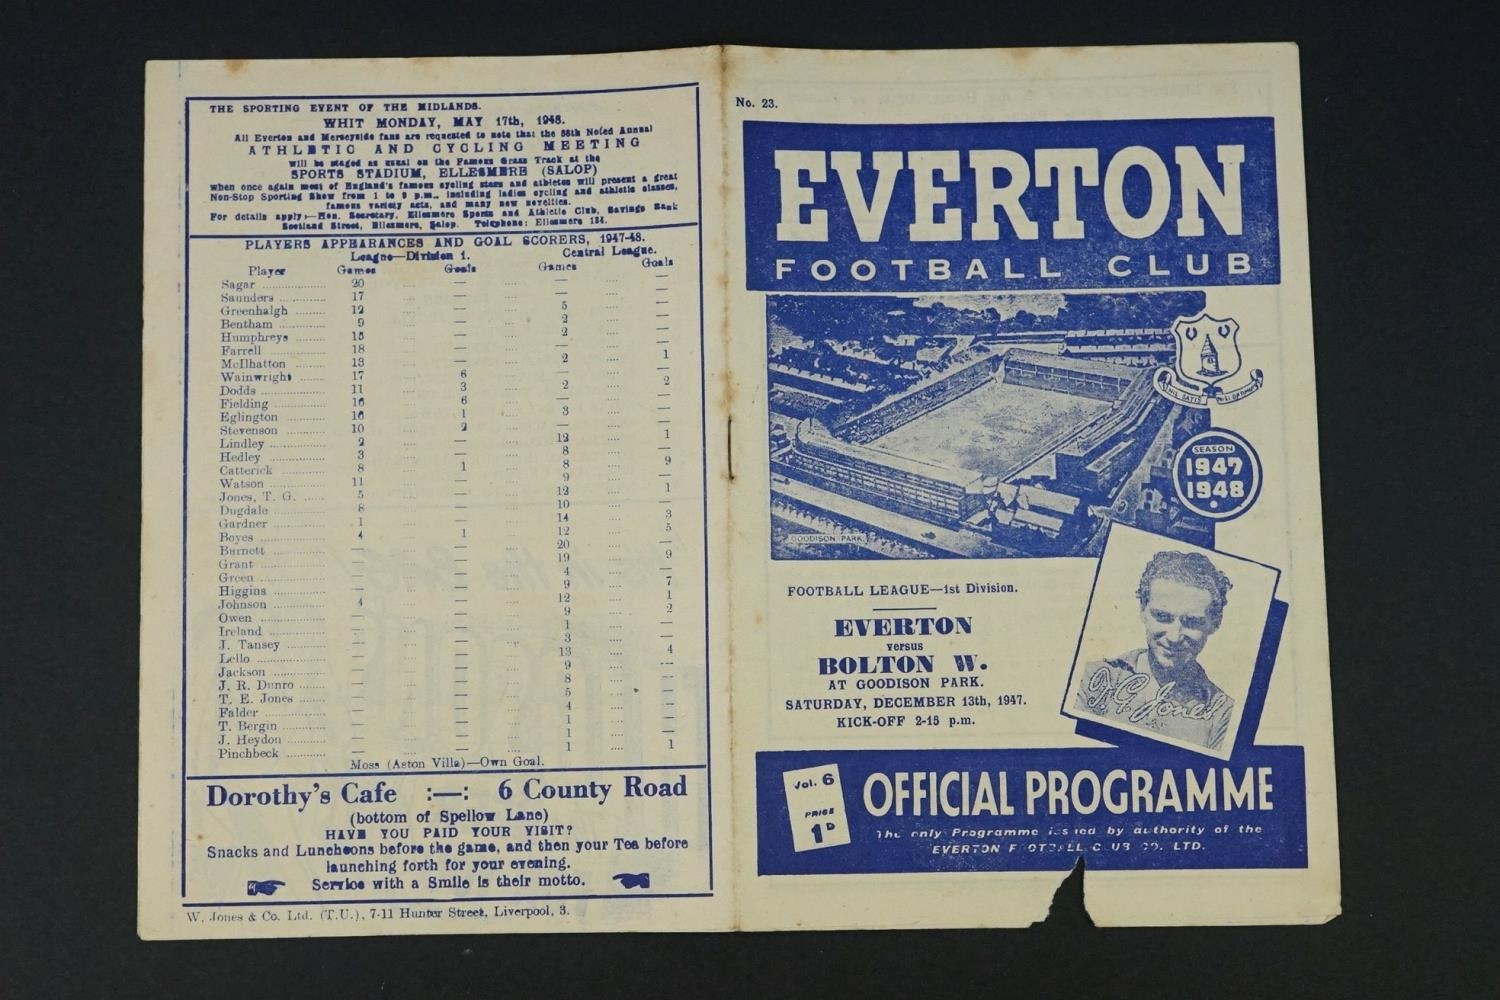 THE SPORTING EVENT OF THE MIDLANDS.
WHIT MONDAY, MAY 17th, 1948.
All Everton and Merseyside fans are requested to note that the 58th Noted Annual
ATHLETIC AND CYCLING MEETING
will be staged as usual on the Famous Grass Track at the
SPORTS STADIUM, ELLESMERE (SALOP)
when once again most of England's famous cycling stars and athletes will present a great
Non-Stop Sporting Show from 1 to 9 p.m., including ladies cycling and athletic classes,
famous variety acts, and many new novelties.
For details apply:—Hon. Secretary, Ellesmere Sports and Athletic Club, Savings Bank
Scotland Street, Ellesmere, Salop. Telephone: Ellesmere 134.
PLAYERS APPEARANCES AND GOAL SCORERS, 1947-48.
League—Division 1. Central League.
Player Games Goals Games Goals
Sagar 20 — — —
Saunders 17 — — —
Greenhalgh 12 — 5 —
Bentham 9 — 2 —
Humphreys 15 — 2 —
Farrell 18 — — —
McIlhatton 13 — 2 1
Wainwright 17 6 — —
Dodds 11 3 2 2
Fielding 16 6 — —
Eglington 16 1 3 —
Stevenson 10 2 — —
Lindley 2 — 12 1
Hedley 3 — 8 —
Catterick 8 1 8 9
Watson 11 — 9 —
Jones, T. G. 5 — 12 1
Dugdale 8 — 10 —
Gardner 1 — 14 3
Boyes 4 1 12 5
Burnett — — 20 —
Grant — — 19 9
Green — — 4 —
Higgins — — 9 7
Johnson 4 — 12 1
Owen — — 9 2
Ireland — — 1 —
J. Tansey — — 3 —
Lello — — 13 4
Jackson — — 9 —
J. R. Dunro — — 8 —
T. E. Jones — — 5 —
Falder — — 4 —
T. Bergin — — 1 —
J. Heydon — — 1 —
Pinchbeck — — 1 1
Moss (Aston Villa)—Own Goal.
Dorothy's Cafe :—: 6 County Road
(bottom of Spellow Lane)
HAVE YOU PAID YOUR VISIT?
Snacks and Luncheons before the game, and then your Tea before
launching forth for your evening.
Service with a Smile is their motto.
W. Jones & Co. Ltd. (T.U.), 7-11 Hunter Street, Liverpool, 3.
No. 23.
EVERTON
FOOTBALL CLUB
NIL SATIS NISI OPTIMUM
SEASON
1947
1948
GOODISON PARK.
FOOTBALL LEAGUE—1st Division.
EVERTON
versus
BOLTON W.
AT GOODISON PARK.
SATURDAY, DECEMBER 13th, 1947.
KICK-OFF 2-15 p.m.
T. G. Jones
Vol. 6
PRICE
1D
OFFICIAL PROGRAMME
The only Programme issued by authority of the
EVERTON FOOTBALL CLUB CO. LTD.